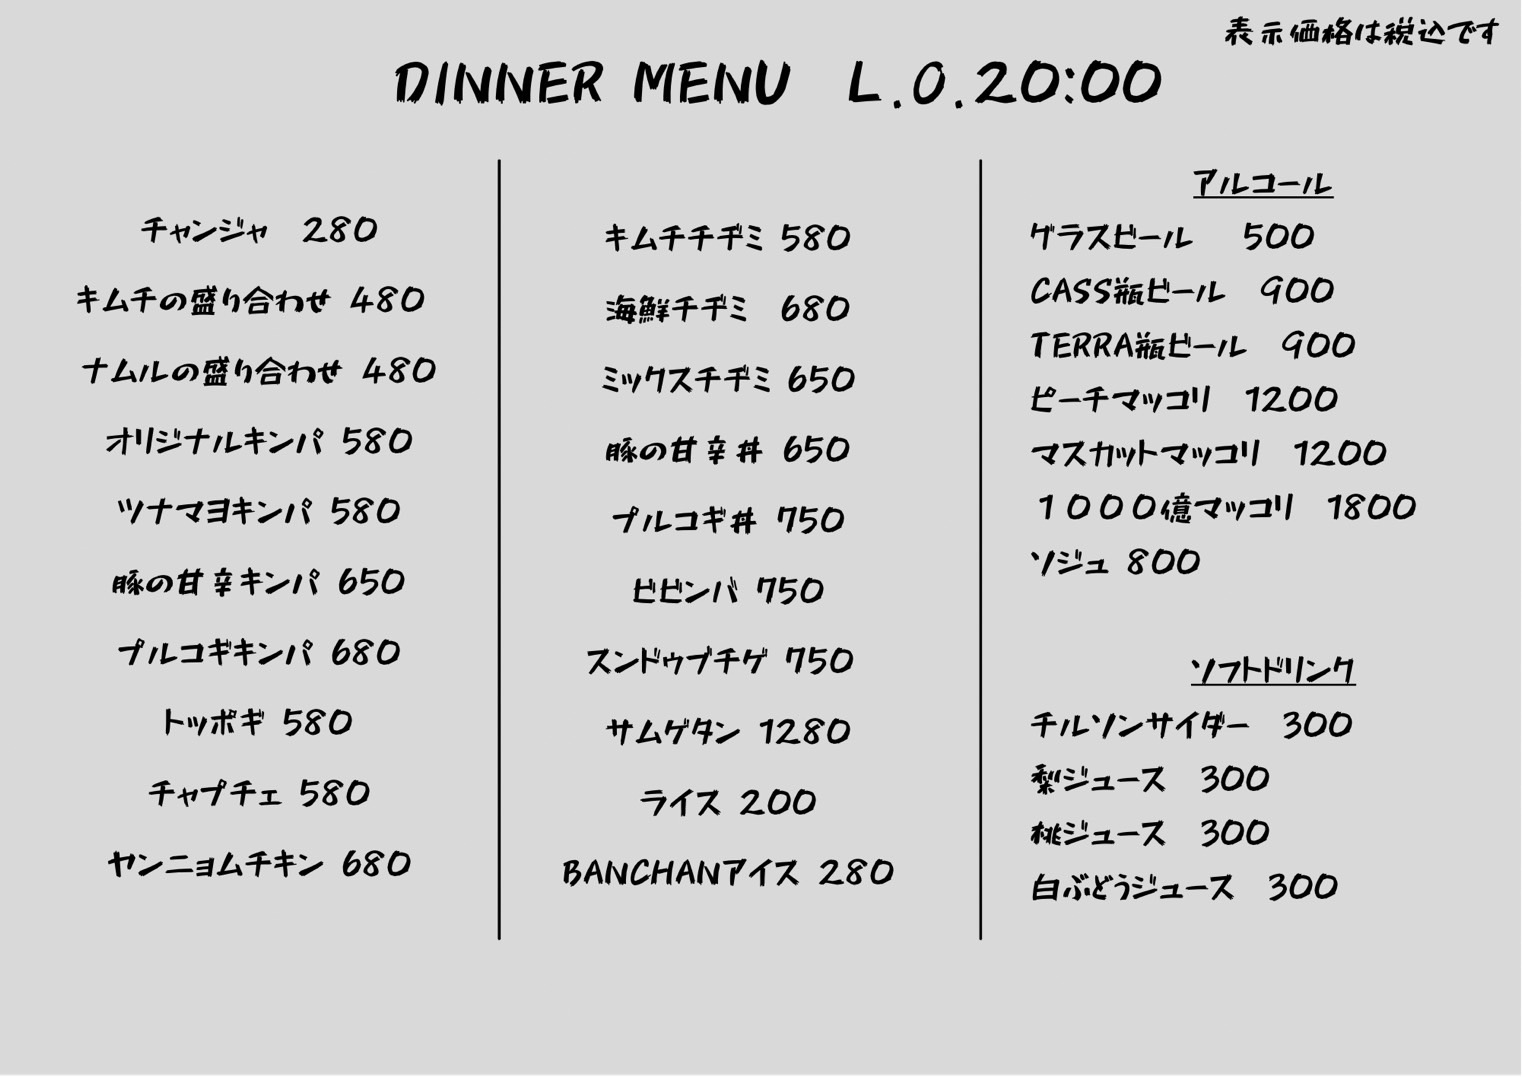 表示価格は税込です
DINNER MENU　L.O.20:00
チャンジャ　280
キムチの盛り合わせ 480
ナムルの盛り合わせ 480
オリジナルキンパ 580
ツナマヨキンパ 580
豚の甘辛キンパ 650
プルコギキンパ 680
トッポギ 580
チャプチェ 580
ヤンニョムチキン 680
キムチチヂミ 580
海鮮チヂミ　680
ミックスチヂミ 650
豚の甘辛丼 650
プルコギ丼 750
ビビンバ 750
スンドゥブチゲ 750
サムゲタン 1280
ライス 200
BANCHANアイス 280
アルコール
グラスビール　500
CASS瓶ビール　900
TERRA瓶ビール　900
ピーチマッコリ　1200
マスカットマッコリ　1200
１０００億マッコリ　1800
ソジュ 800
ソフトドリンク
チルソンサイダー　300
梨ジュース　300
桃ジュース　300
白ぶどうジュース　300